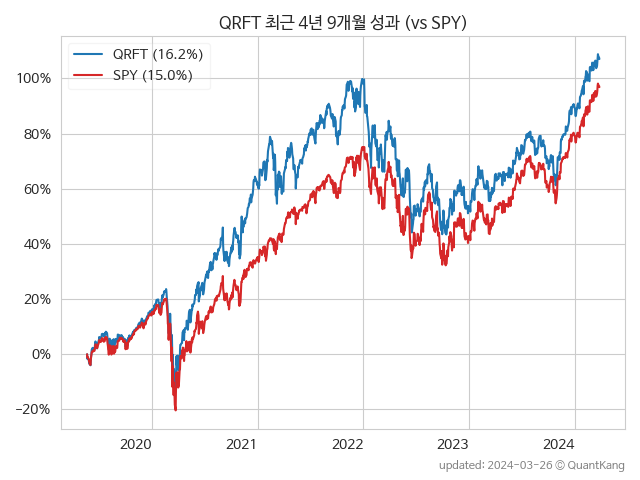 QRFT 최근 4년 9개월 성과 (vs SPY)
QRFT (16.2%)
SPY (15.0%)
100%
80%
60%
40%
20%
0%
−20%
2020 2021 2022 2023 2024
updated: 2024-03-26 © QuantKang